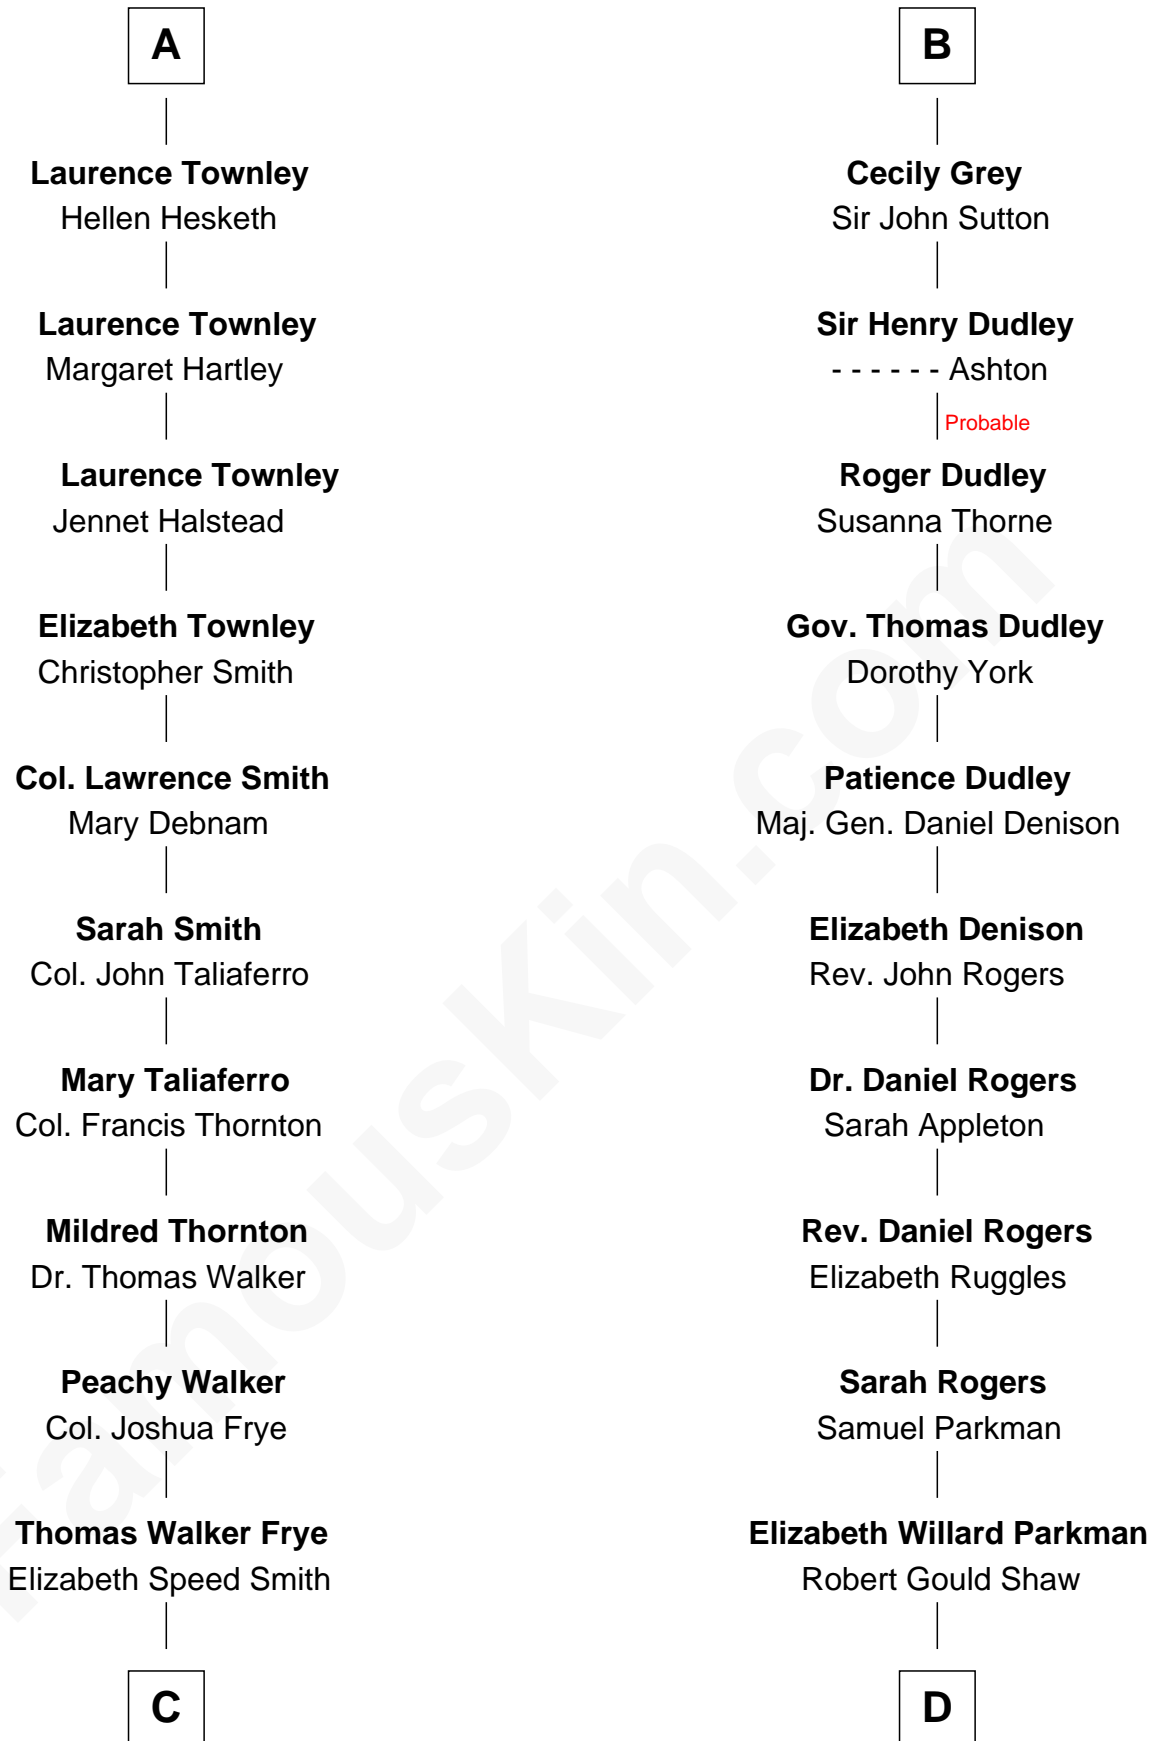 A
Laurence Townley
Hellen Hesketh
Laurence Townley
Margaret Hartley
Laurence Townley
Jennet Halstead
Elizabeth Townley
Christopher Smith
Col. Lawrence Smith
Mary Debnam
Sarah Smith
Col. John Taliaferro
Mary Taliaferro
Col. Francis Thornton
Mildred Thornton
Dr. Thomas Walker
Peachy Walker
Col. Joshua Frye
Thomas Walker Frye
Elizabeth Speed Smith
C
B
Cecily Grey
Sir John Sutton
Sir Henry Dudley
- - - - - - Ashton
Probable
Roger Dudley
Susanna Thorne
Gov. Thomas Dudley
Dorothy York
Patience Dudley
Maj. Gen. Daniel Denison
Elizabeth Denison
Rev. John Rogers
Dr. Daniel Rogers
Sarah Appleton
Rev. Daniel Rogers
Elizabeth Ruggles
Sarah Rogers
Samuel Parkman
Elizabeth Willard Parkman
Robert Gould Shaw
D
FamousKin.com